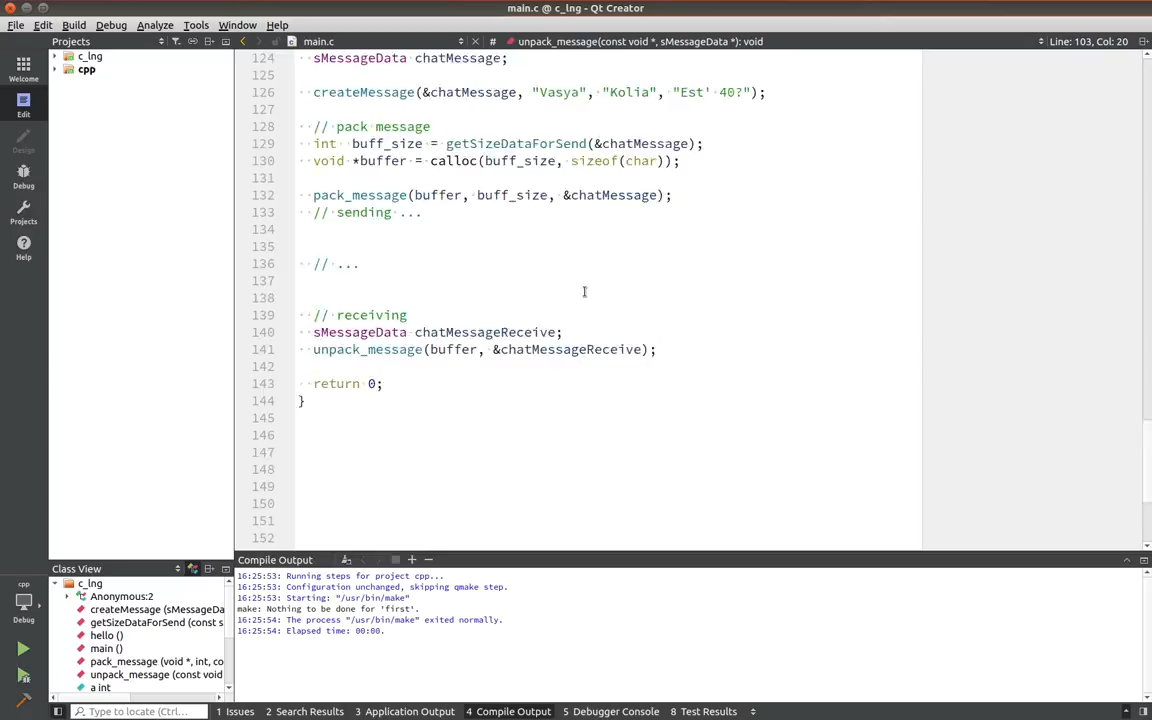 main.c @ c_lng - Qt Creator
File Edit Build Debug Analyze Tools Window Help
Projects
main.c
# unpack_message(const void *, sMessageData *): void
Line: 103, Col: 20
Welcome
Edit
Design
Debug
Projects
Help
c_lng
cpp
124 sMessageData chatMessage;
125
126 createMessage(&chatMessage, "Vasya", "Kolia", "Est' 40?");
127
128 // pack message
129 int buff_size = getSizeDataForSend(&chatMessage);
130 void *buffer = calloc(buff_size, sizeof(char));
131
132 pack_message(buffer, buff_size, &chatMessage);
133 // sending ...
134
135
136 // ...
137
138
139 // receiving
140 sMessageData chatMessageReceive;
141 unpack_message(buffer, &chatMessageReceive);
142
143 return 0;
144 }
145
146
147
148
149
150
151
152
Class View
c_lng
Anonymous:2
createMessage (sMessageDa
getSizeDataForSend (const s
hello ()
main ()
pack_message (void *, int, co
unpack_message (const void
a int
cpp
Debug
Compile Output
16:25:53: Running steps for project cpp...
16:25:53: Configuration unchanged, skipping qmake step.
16:25:53: Starting: "/usr/bin/make"
make: Nothing to be done for 'first'.
16:25:54: The process "/usr/bin/make" exited normally.
16:25:54: Elapsed time: 00:00.
Type to locate (Ctrl...
1 Issues 2 Search Results 3 Application Output 4 Compile Output 5 Debugger Console 8 Test Results